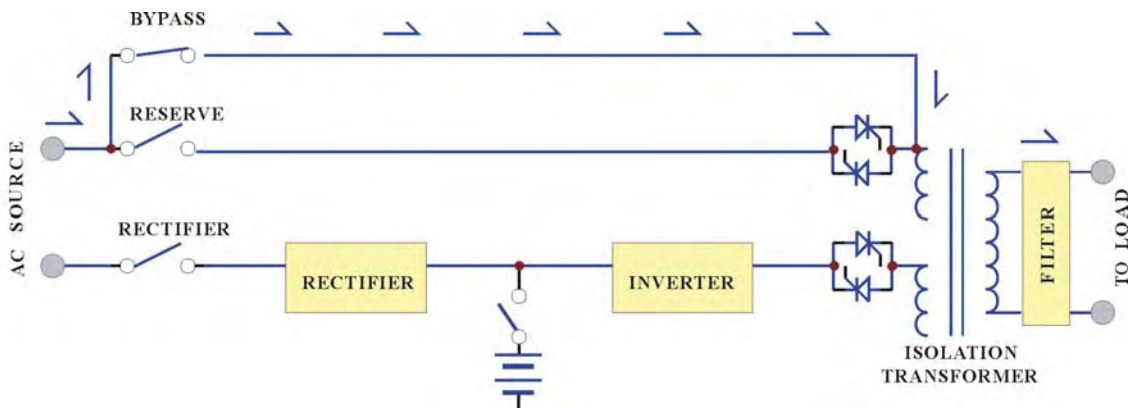 BYPASS
RESERVE
AC SOURCE
RECTIFIER
RECTIFIER
INVERTER
FILTER
TO LOAD
ISOLATION
TRANSFORMER